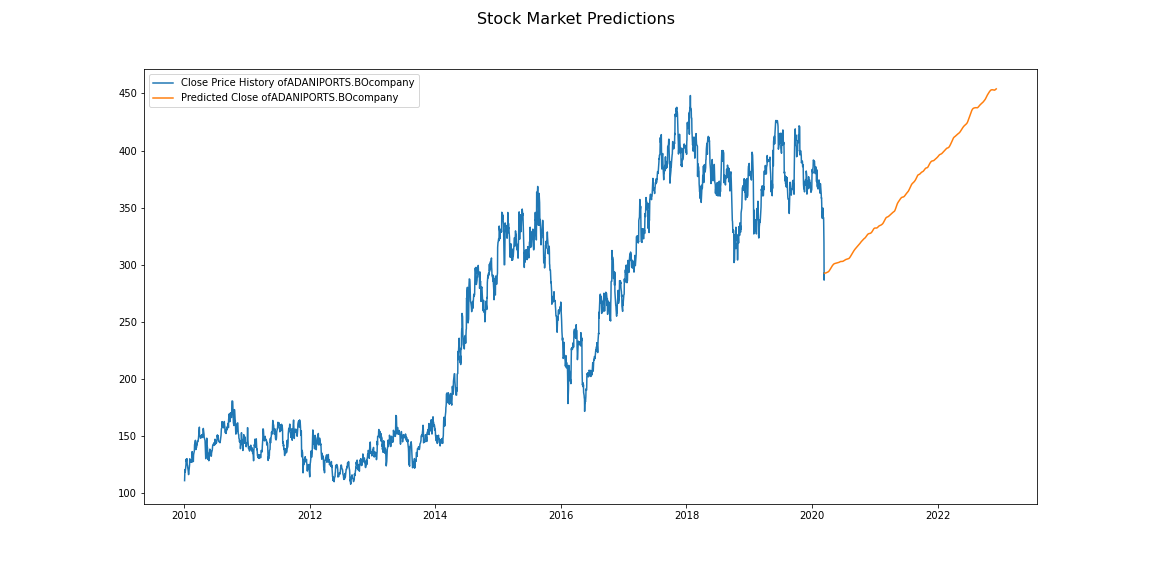 Stock Market Predictions
Close Price History ofADANIPORTS.BOcompany
Predicted Close ofADANIPORTS.BOcompany
450
400
350
300
250
200
150
100
2010 2012 2014 2016 2018 2020 2022